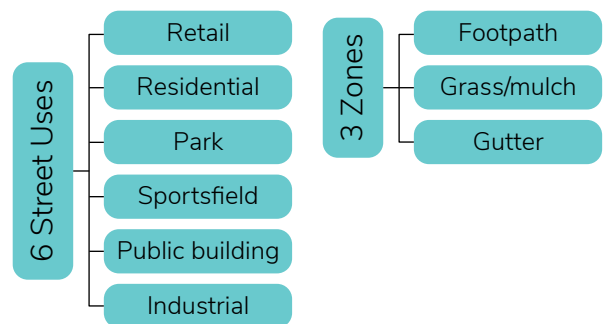 6 Street Uses
Retail
Residential
Park
Sportsfield
Public building
Industrial
3 Zones
Footpath
Grass/mulch
Gutter